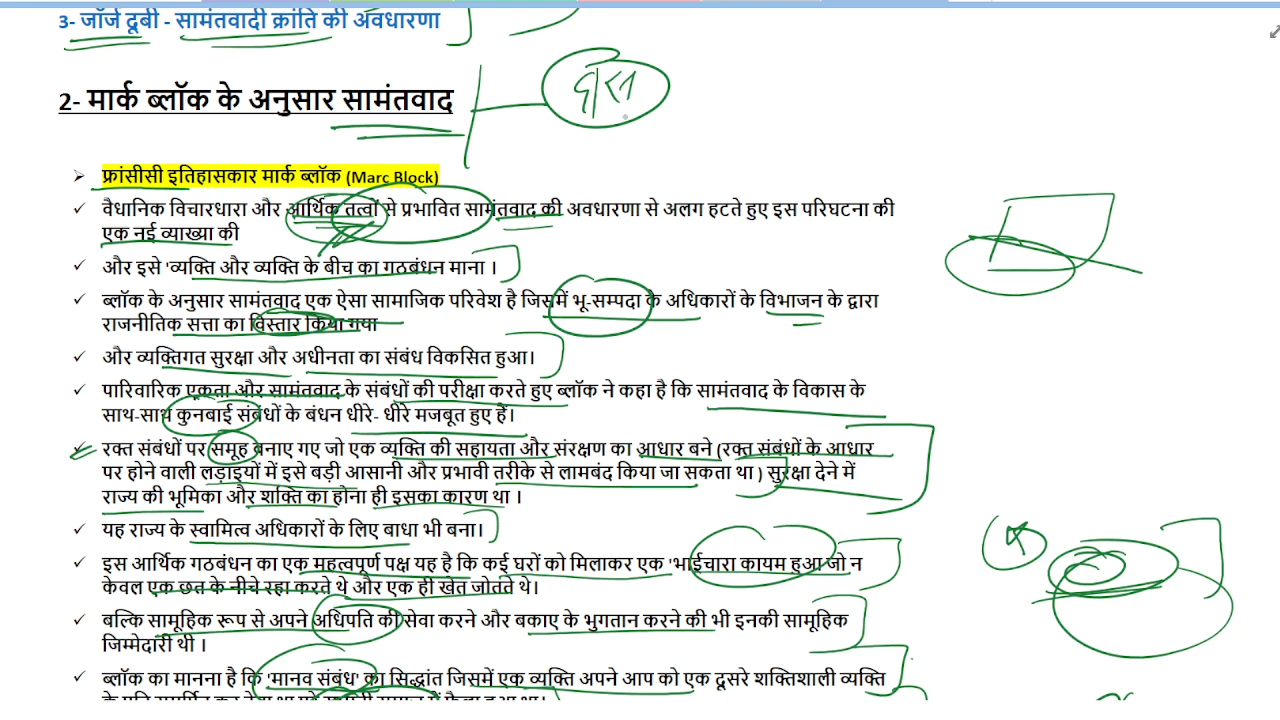 3- जॉर्ज दूबी - सामंतवादी क्रांति की अवधारणा
2- मार्क ब्लॉक के अनुसार सामंतवाद
फ्रांसीसी इतिहासकार मार्क ब्लॉक (Marc Block)
वैधानिक विचारधारा और आर्थिक तत्वों से प्रभावित सामंतवाद की अवधारणा से अलग हटते हुए इस परिघटना की
एक नई व्याख्या की
और इसे 'व्यक्ति और व्यक्ति के बीच का गठबंधन माना ।
ब्लॉक के अनुसार सामंतवाद एक ऐसा सामाजिक परिवेश है जिसमें भू-सम्पदा के अधिकारों के विभाजन के द्वारा
राजनीतिक सत्ता का विस्तार किया गया
और व्यक्तिगत सुरक्षा और अधीनता का संबंध विकसित हुआ।
पारिवारिक एकता और सामंतवाद के संबंधों की परीक्षा करते हुए ब्लॉक ने कहा है कि सामंतवाद के विकास के
साथ-साथ कुनबाई संबंधों के बंधन धीरे- धीरे मजबूत हुए हैं।
रक्त संबंधों पर समूह बनाए गए जो एक व्यक्ति की सहायता और संरक्षण का आधार बने (रक्त संबंधों के आधार
पर होने वाली लड़ाइयों में इसे बड़ी आसानी और प्रभावी तरीके से लामबंद किया जा सकता था ) सुरक्षा देने में
राज्य की भूमिका और शक्ति का होना ही इसका कारण था ।
यह राज्य के स्वामित्व अधिकारों के लिए बाधा भी बना।
इस आर्थिक गठबंधन का एक महत्वपूर्ण पक्ष यह है कि कई घरों को मिलाकर एक 'भाईचारा कायम हुआ जो न
केवल एक छत के नीचे रहा करते थे और एक ही खेत जोतते थे।
बल्कि सामूहिक रूप से अपने अधिपति की सेवा करने और बकाए के भुगतान करने की भी इनकी सामूहिक
जिम्मेदारी थी ।
ब्लॉक का मानना है कि 'मानव संबंध' का सिद्धांत जिसमें एक व्यक्ति अपने आप को एक दूसरे शक्तिशाली व्यक्ति